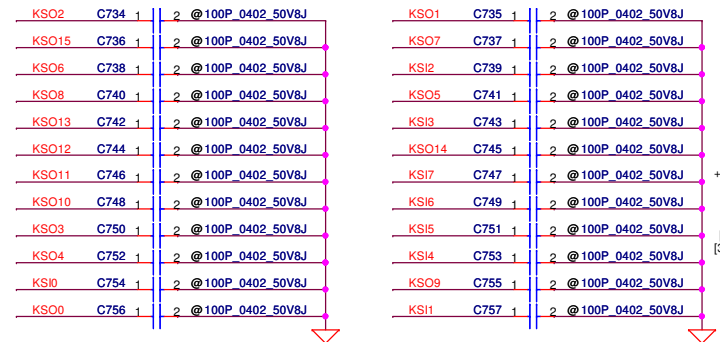 KSO2 C734 1 2 @100P_0402_50V8J KSO1 C735 1 2 @100P_0402_50V8J
KSO15 C736 1 2 @100P_0402_50V8J KSO7 C737 1 2 @100P_0402_50V8J
KSO6 C738 1 2 @100P_0402_50V8J KSI2 C739 1 2 @100P_0402_50V8J
KSO8 C740 1 2 @100P_0402_50V8J KSO5 C741 1 2 @100P_0402_50V8J
KSO13 C742 1 2 @100P_0402_50V8J KSI3 C743 1 2 @100P_0402_50V8J
KSO12 C744 1 2 @100P_0402_50V8J KSO14 C745 1 2 @100P_0402_50V8J
KSO11 C746 1 2 @100P_0402_50V8J KSI7 C747 1 2 @100P_0402_50V8J +
KSO10 C748 1 2 @100P_0402_50V8J KSI6 C749 1 2 @100P_0402_50V8J
KSO3 C750 1 2 @100P_0402_50V8J KSI5 C751 1 2 @100P_0402_50V8J
KSO4 C752 1 2 @100P_0402_50V8J KSI4 C753 1 2 @100P_0402_50V8J
KSI0 C754 1 2 @100P_0402_50V8J KSO9 C755 1 2 @100P_0402_50V8J
KSO0 C756 1 2 @100P_0402_50V8J KSI1 C757 1 2 @100P_0402_50V8J